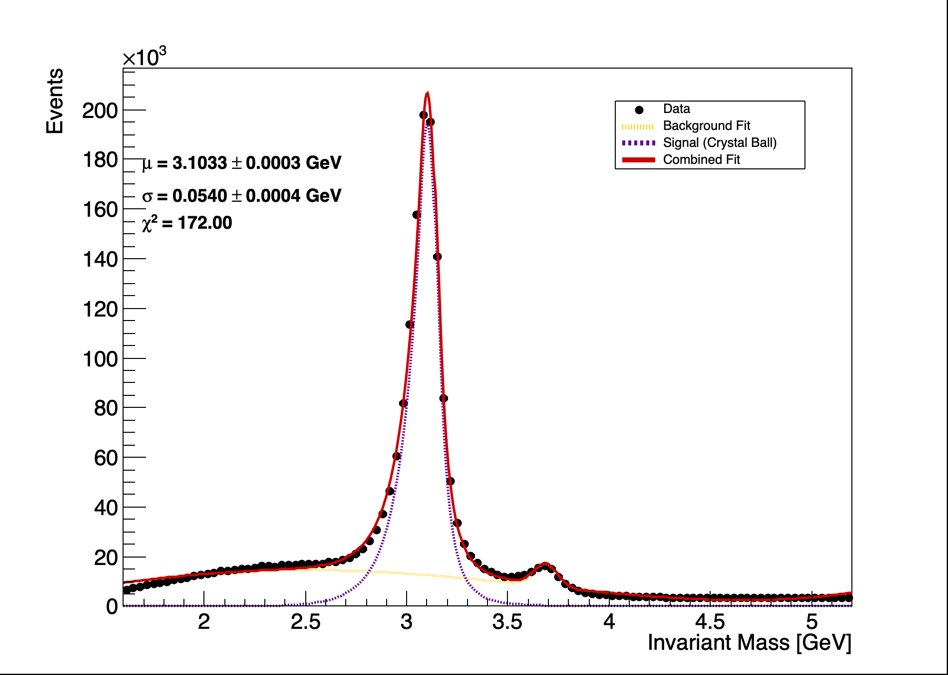 ×10³
Events
200
180
160
140
120
100
80
60
40
20
0
μ = 3.1033 ± 0.0003 GeV
σ = 0.0540 ± 0.0004 GeV
χ² = 172.00
Data
Background Fit
Signal (Crystal Ball)
Combined Fit
2 2.5 3 3.5 4 4.5 5
Invariant Mass [GeV]